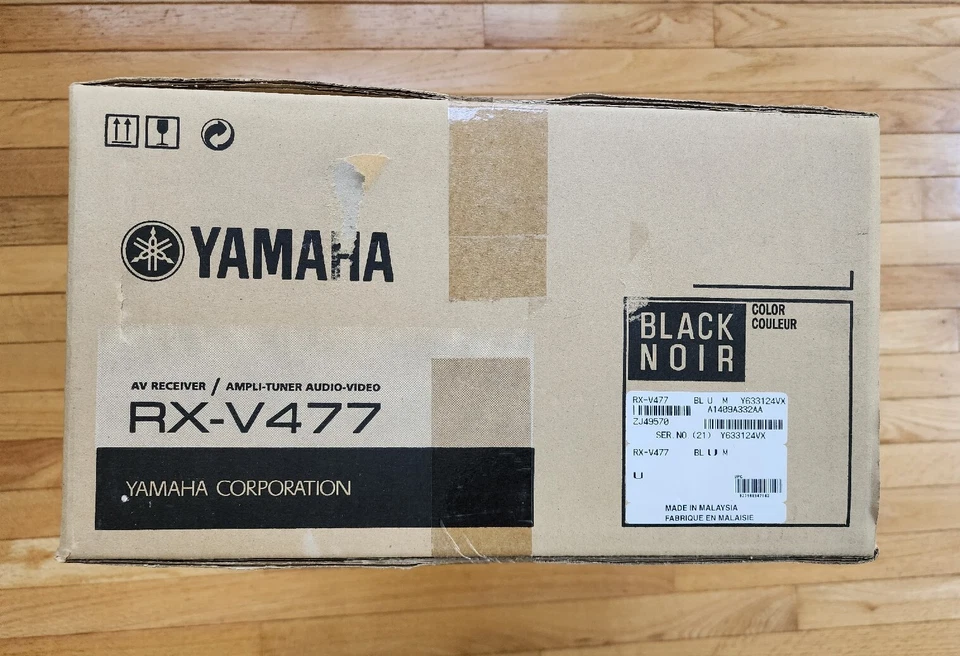 YAMAHA
AV RECEIVER / AMPLI-TUNER AUDIO-VIDEO
RX-V477
YAMAHA CORPORATION
BLACK
NOIR
COLOR
COULEUR
RX-V477 BL U M Y633124VX
A1409A332AA
ZJ49570
SER.NO (21) Y633124VX
RX-V477 BL U M
U
MADE IN MALAYSIA
FABRIQUE EN MALAISIE